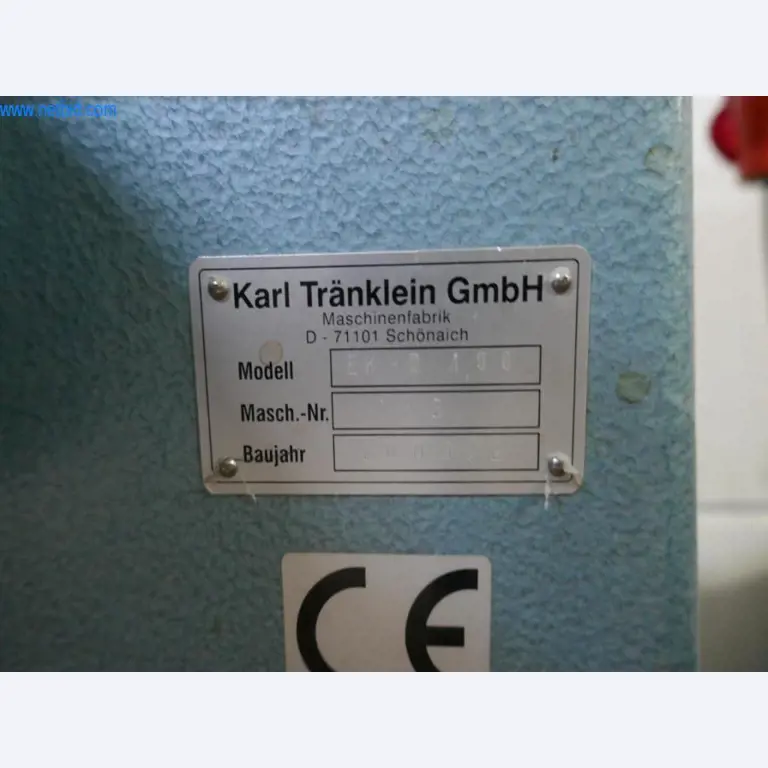 Karl Tränklein GmbH
Maschinenfabrik
D - 71101 Schönaich
Modell
Masch.-Nr.
Baujahr
CE